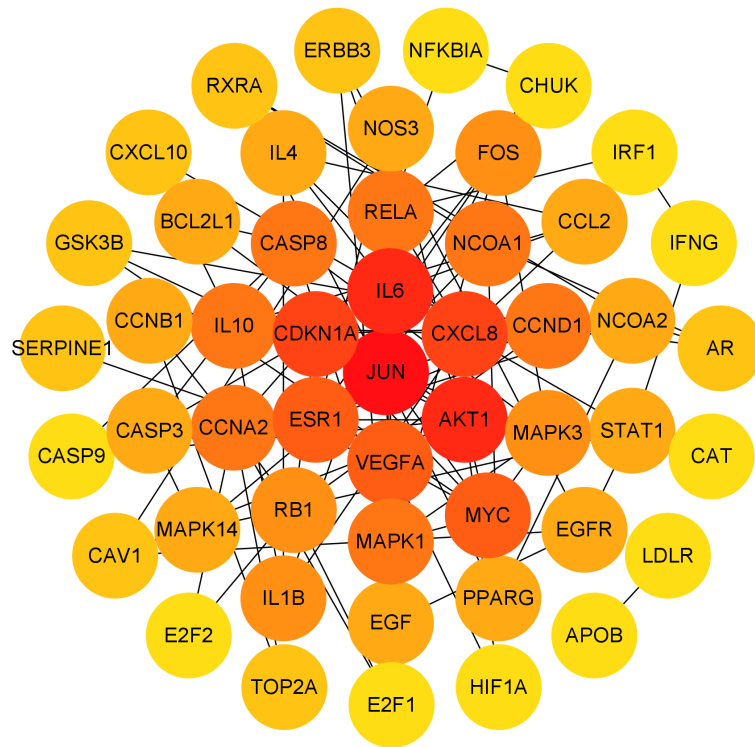 ERBB3
NFKBIA
RXRA
CHUK
NOS3
CXCL10
IL4
FOS
IRF1
RELA
BCL2L1
CCL2
GSK3B
CASP8
NCOA1
IFNG
IL6
CCNB1
IL10
CDKN1A
CXCL8
CCND1
NCOA2
SERPINE1
AR
JUN
CASP3
CCNA2
ESR1
AKT1
MAPK3
STAT1
CASP9
VEGFA
CAT
MAPK14
RB1
MYC
EGFR
CAV1
MAPK1
LDLR
IL1B
PPARG
E2F2
EGF
APOB
TOP2A
HIF1A
E2F1